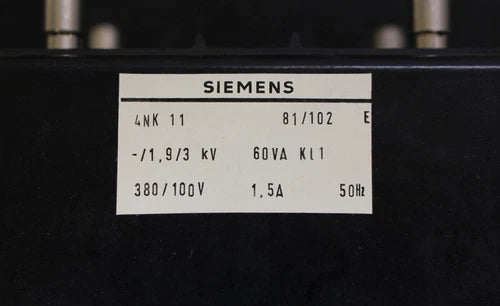 SIEMENS
4NK 11 81/102 E
-/1,9/3 kV 60VA Kl1
380/100V 1,5A 50Hz